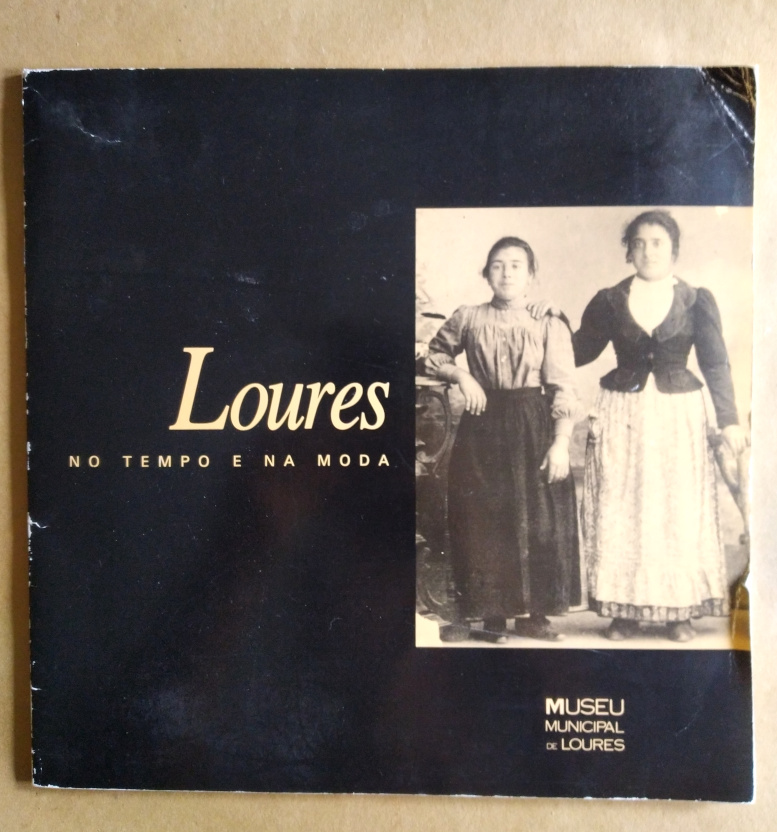 Loures
NO TEMPO E NA MODA
MUSEU
MUNICIPAL
DE LOURES